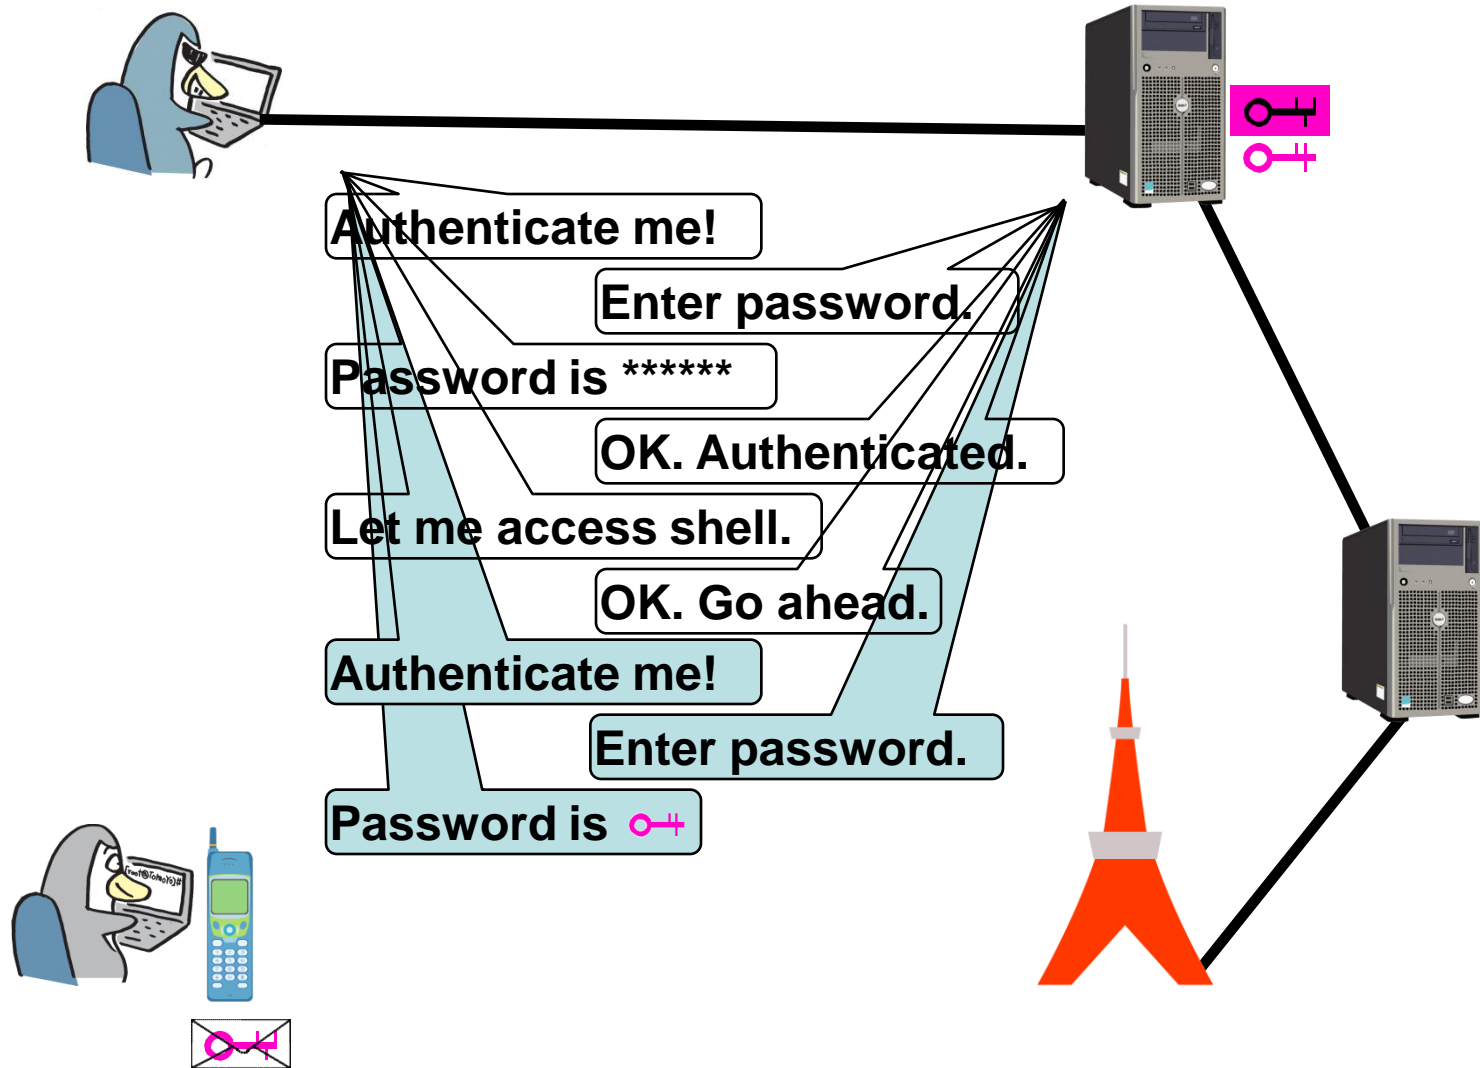 Authenticate me!
Enter password.
Password is ******
OK. Authenticated.
Let me access shell.
OK. Go ahead.
Authenticate me!
Enter password.
Password is